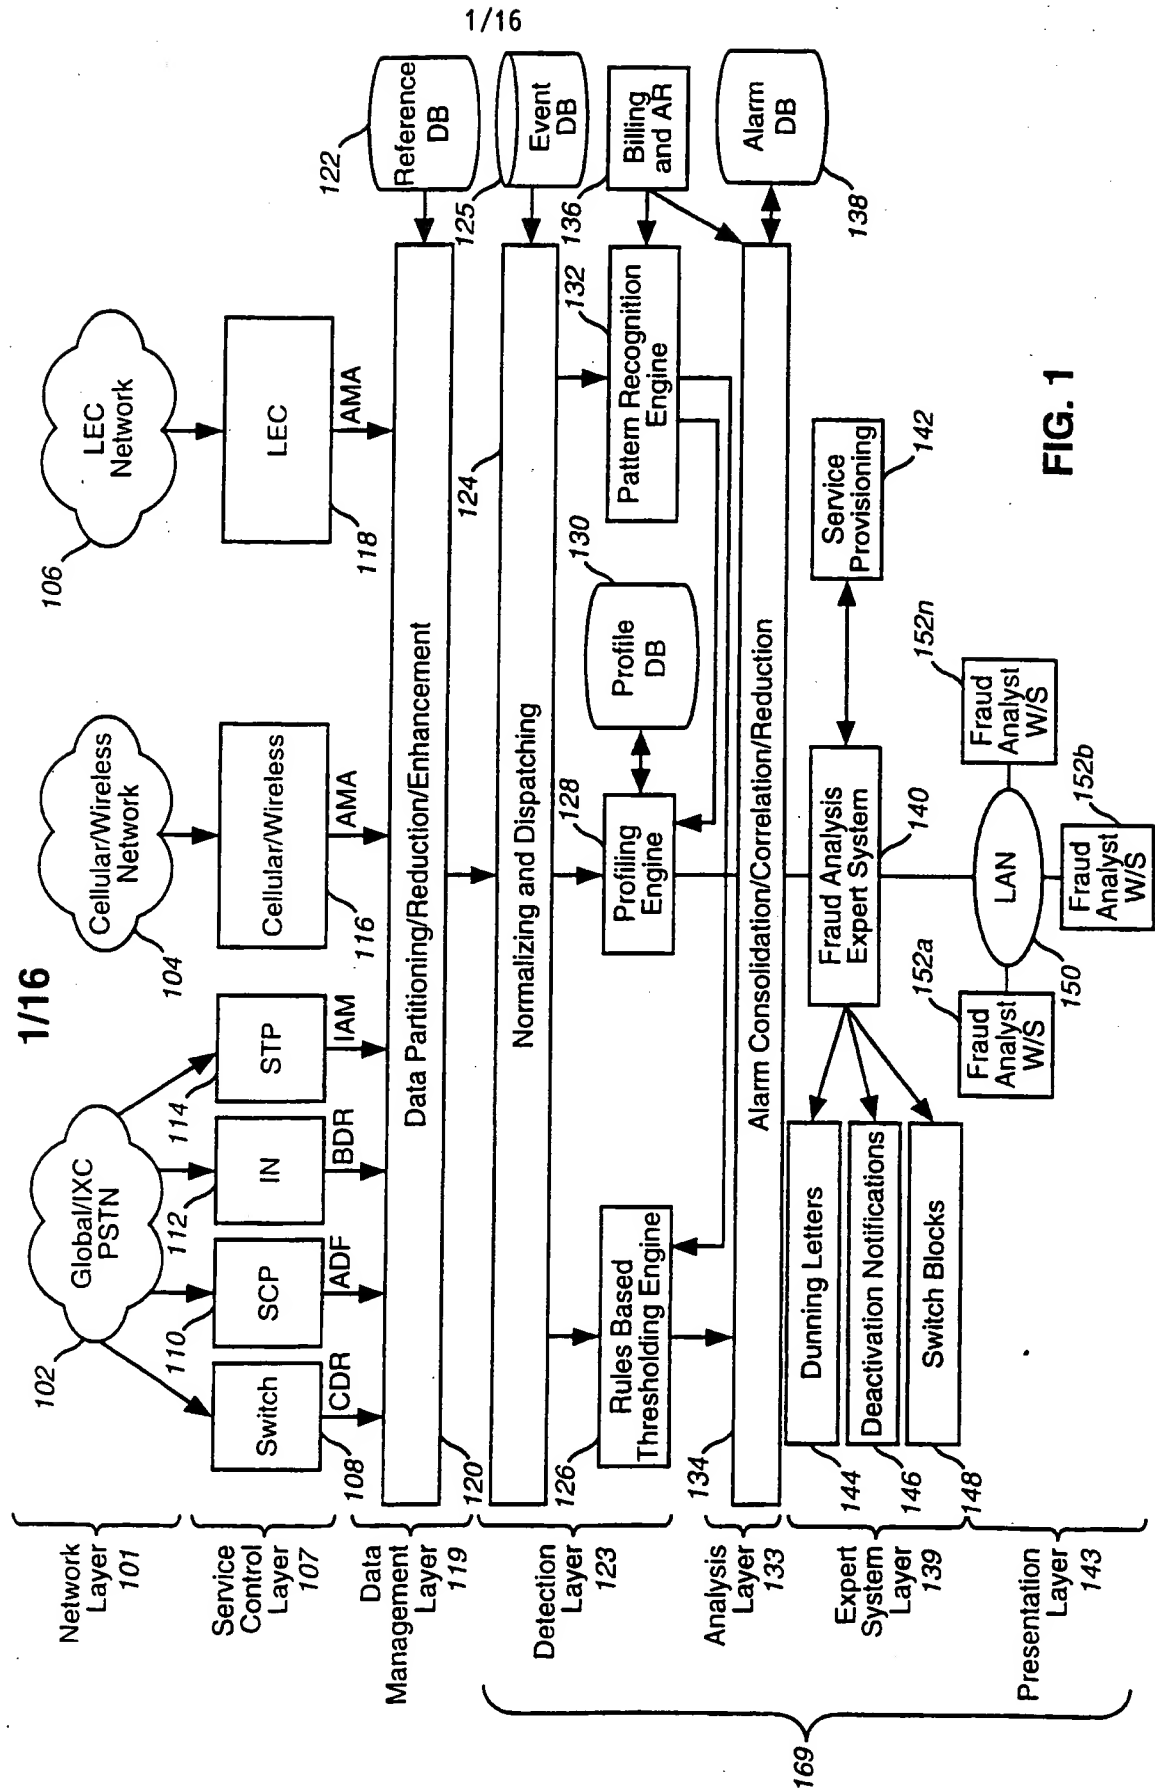 1/16
1/16
Network
Layer
101
Global/IXC
PSTN
102
Cellular/Wireless
Network
104
LEC
Network
106
Service
Control
Layer
107
Switch
108
SCP
110
IN
112
STP
114
Cellular/Wireless
116
LEC
118
CDR
ADF
BDR
IAM
AMA
AMA
Data
Management
Layer 119
Data Partitioning/Reduction/Enhancement
120
Reference
DB
122
Detection
Layer
123
Normalizing and Dispatching
124
Event
DB
125
Rules Based
Thresholding Engine
126
Profiling
Engine
128
Profile
DB
130
Pattern Recognition
Engine
132
Billing
and AR
136
Analysis
Layer
133
Alarm Consolidation/Correlation/Reduction
134
Alarm
DB
138
Expert
System
Layer
139
Dunning Letters
144
Deactivation Notifications
146
Switch Blocks
148
Fraud Analysis
Expert System
140
Service
Provisioning
142
Presentation
Layer
143
Fraud
Analyst
W/S
152a
LAN
150
Fraud
Analyst
W/S
152b
Fraud
Analyst
W/S
152n
169
FIG. 1